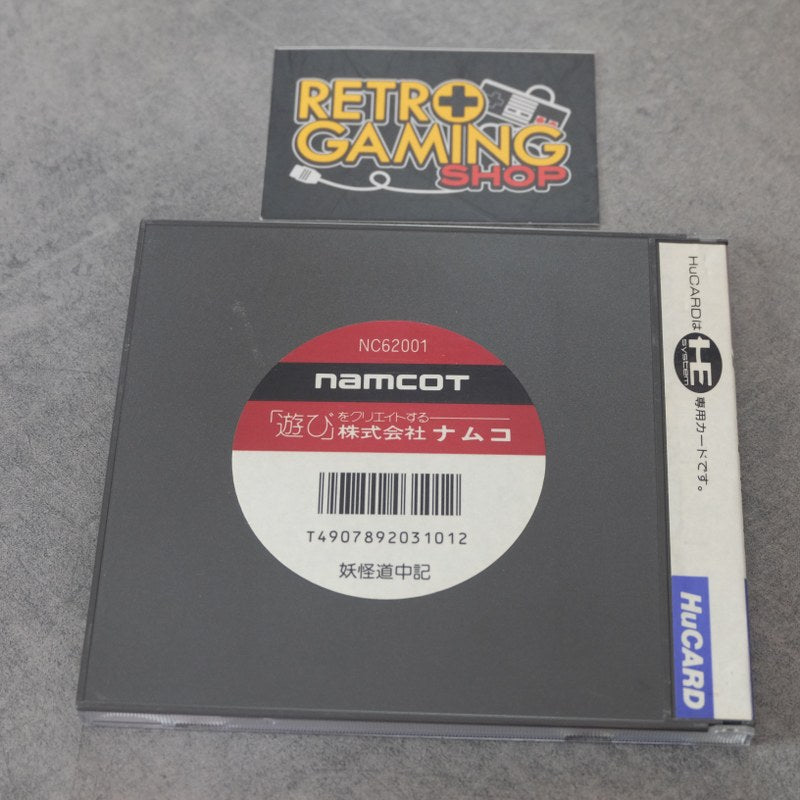 RETRO
GAMING
SHOP
NC62001
namcot
「遊び」をクリエイトする
株式会社ナムコ
T4907892031012
妖怪道中記
HuCARDは HE SYSTEM 専用カードです。
HuCARD